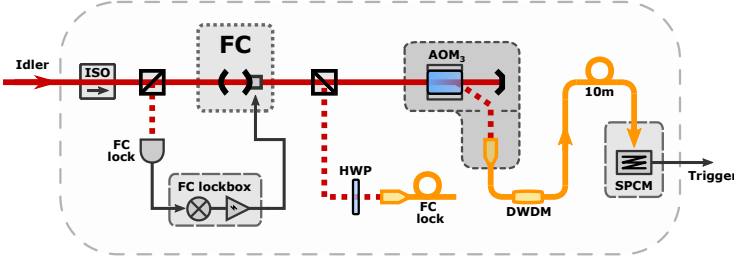 Idler
ISO
FC
AOM3
10m
FC
lock
FC lockbox
HWP
FC
lock
DWDM
SPCM
Trigger